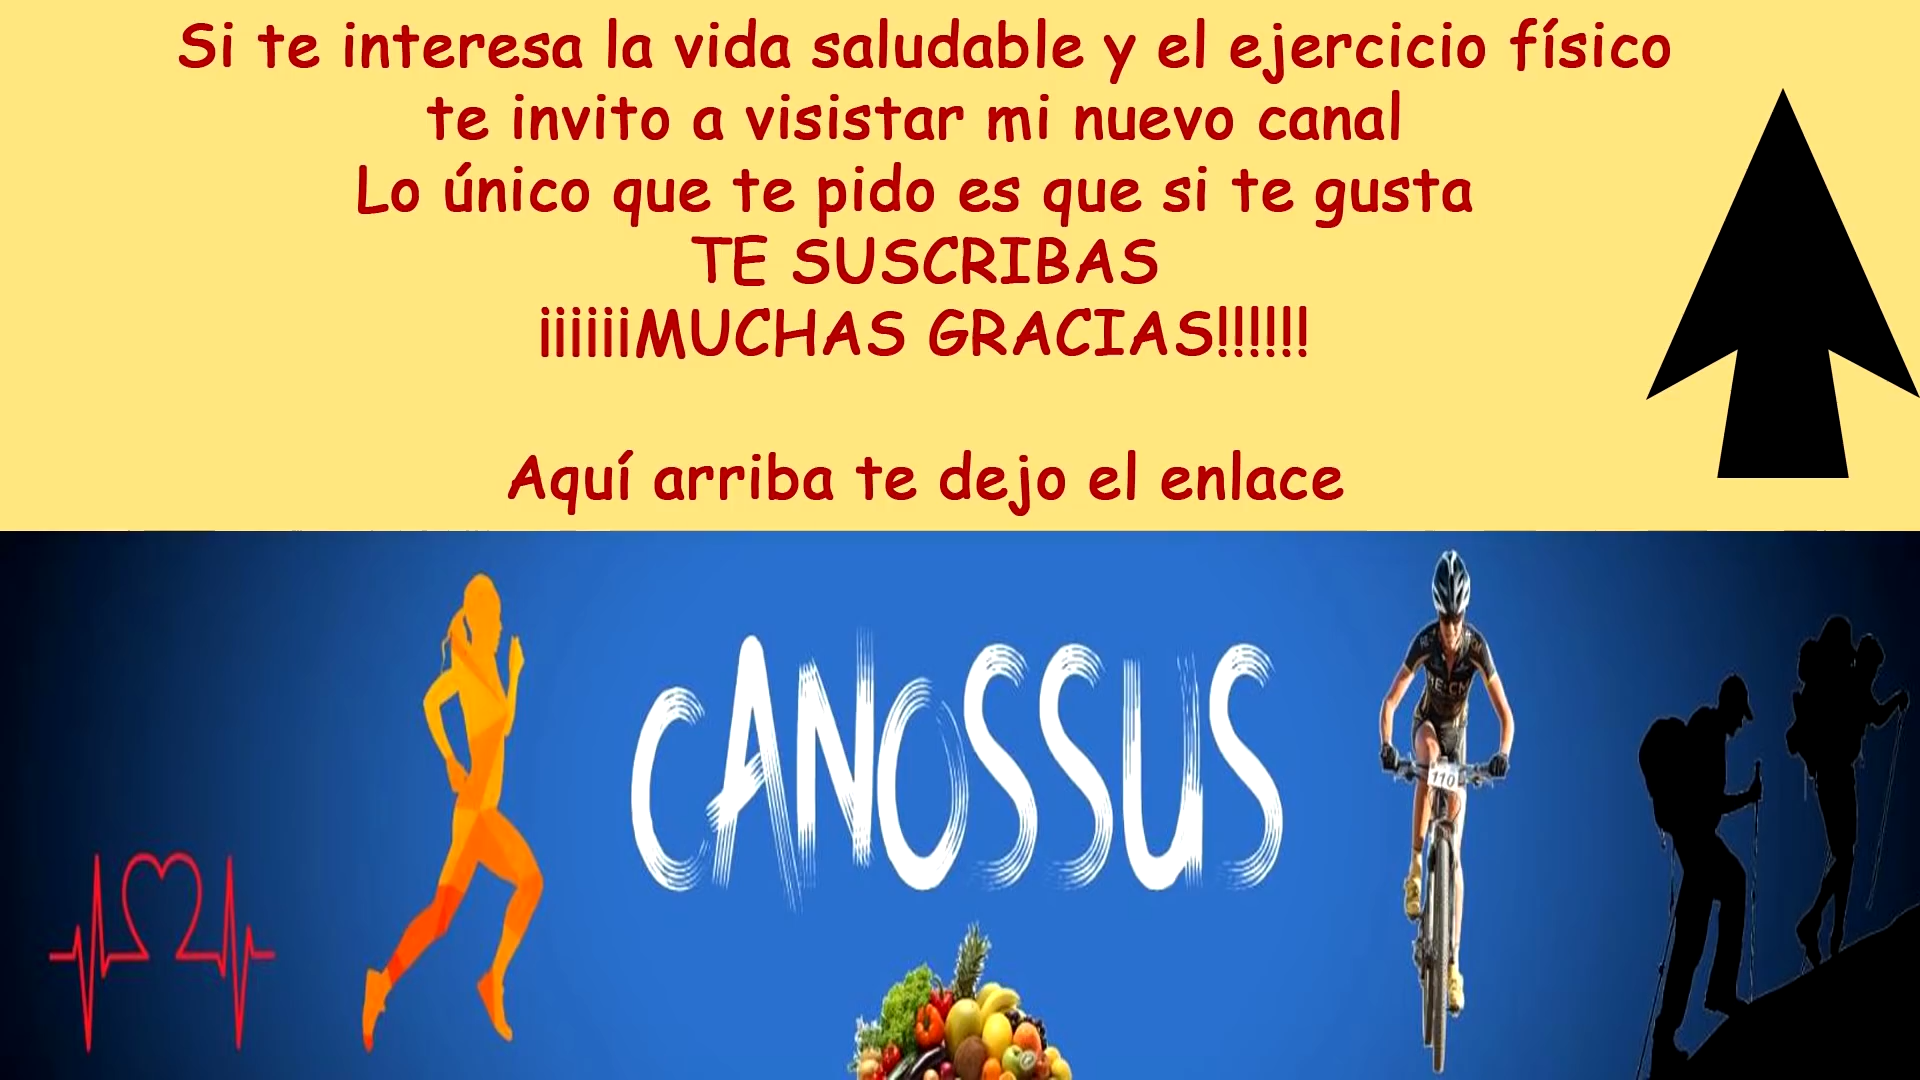 Si te interesa la vida saludable y el ejercicio físico
te invito a visistar mi nuevo canal
Lo único que te pido es que si te gusta
TE SUSCRIBAS
¡¡¡¡¡¡MUCHAS GRACIAS!!!!!!
Aquí arriba te dejo el enlace
CANOSSUS
110